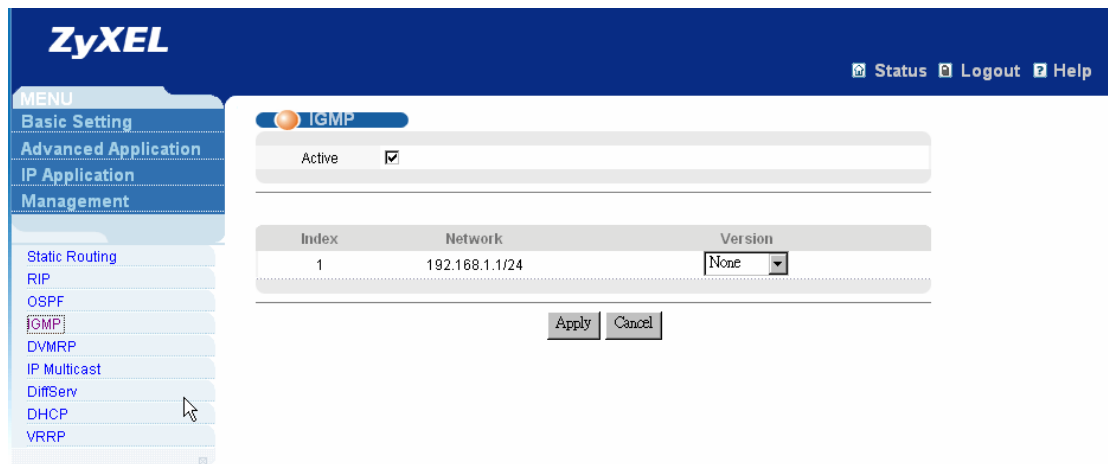 ZyXEL
Status Logout Help
MENU
Basic Setting
Advanced Application
IP Application
Management
Static Routing
RIP
OSPF
IGMP
DVMRP
IP Multicast
DiffServ
DHCP
VRRP
IGMP
Active
Index Network Version
1 192.168.1.1/24 None
Apply Cancel